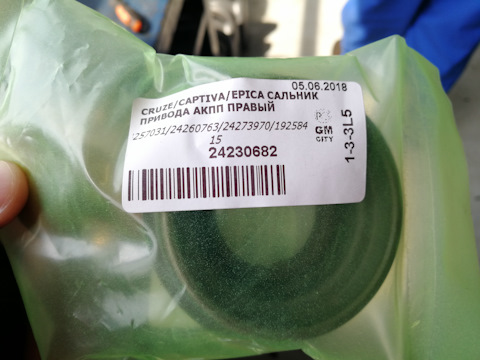 05.06.2018
CRUZE/CAPTIVA/EPICA САЛЬНИК
ПРИВОДА АКПП ПРАВЫЙ
257031/24260763/24273970/192584
15
24230682
GM
CITY
1-3-3L5